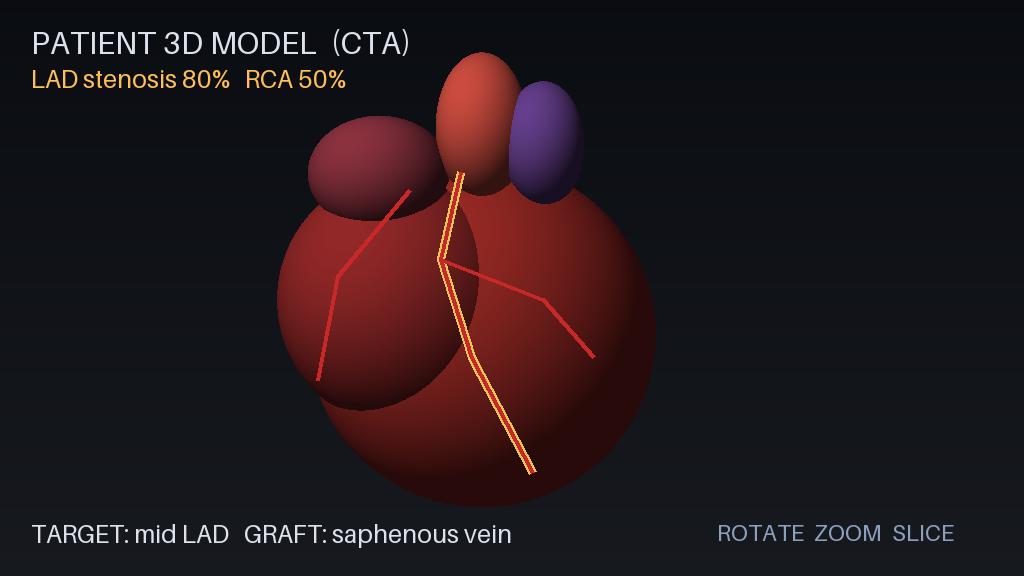 PATIENT 3D MODEL (CTA)
LAD stenosis 80% RCA 50%
TARGET: mid LAD GRAFT: saphenous vein
ROTATE ZOOM SLICE